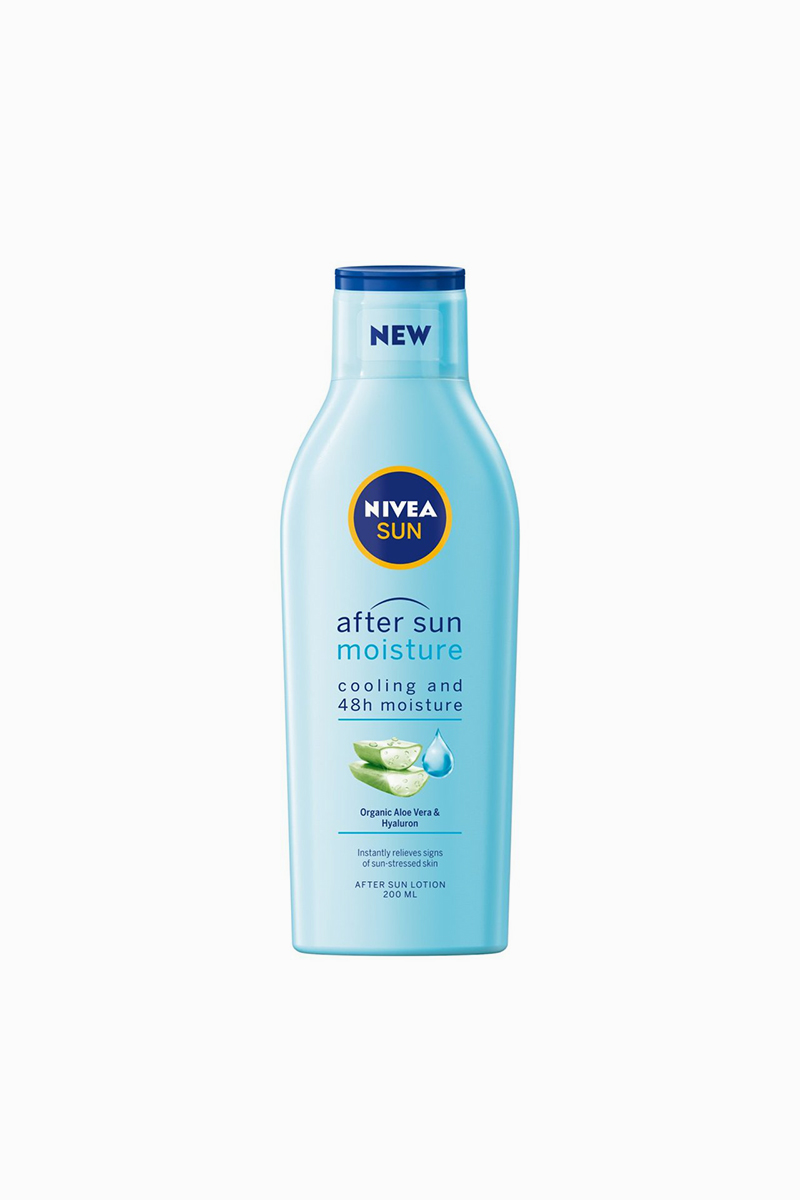 NEW
NIVEA
SUN
after sun
moisture
cooling and
48h moisture
Organic Aloe Vera &
Hyaluron
Instantly relieves signs
of sun-stressed skin
AFTER SUN LOTION
200 ML